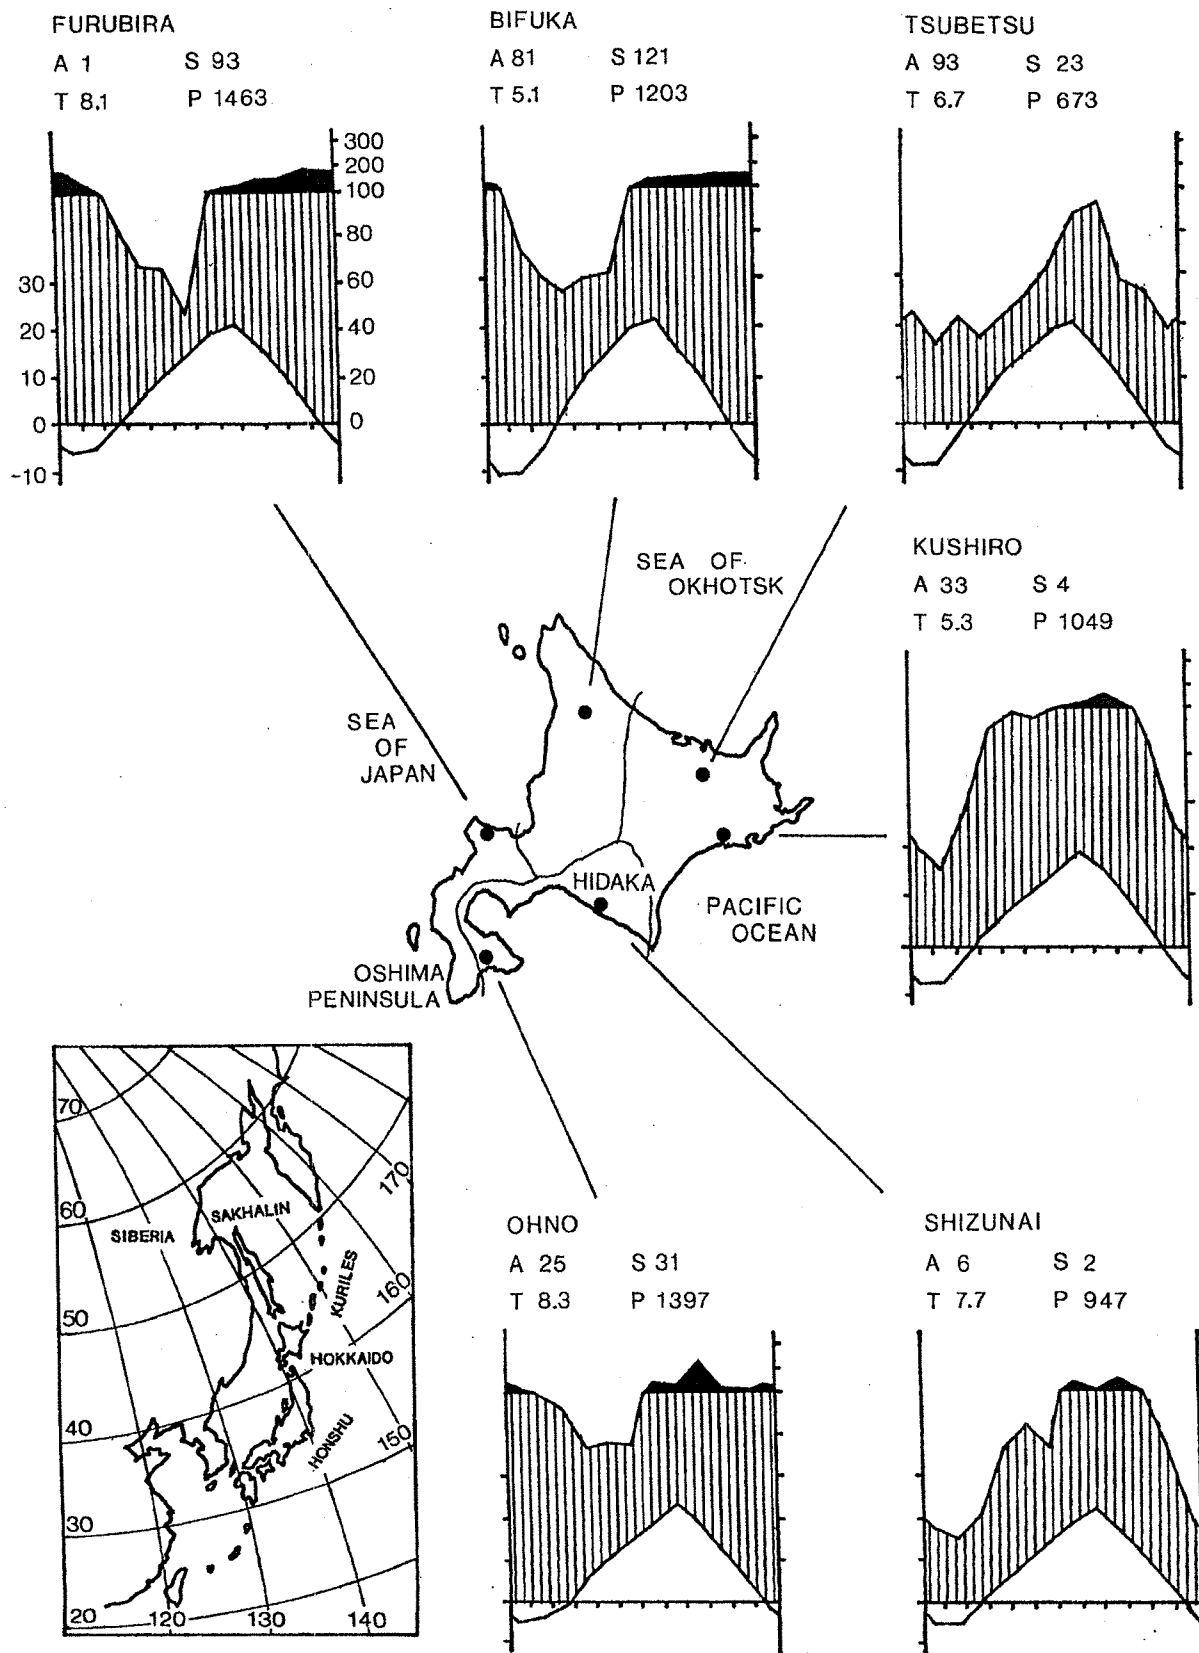 FURUBIRA
A 1 S 93
T 8.1 P 1463
300
200
100
80
60
40
20
0
30
20
10
0
-10
BIFUKA
A 81 S 121
T 5.1 P 1203
TSUBETSU
A 93 S 23
T 6.7 P 673
KUSHIRO
A 33 S 4
T 5.3 P 1049
SEA OF
OKHOTSK
SEA
OF
JAPAN
HIDAKA
PACIFIC
OCEAN
OSHIMA
PENINSULA
70
60
50
40
30
20
120
130
140
150
160
170
SIBERIA
SAKHALIN
KURILES
HOKKAIDO
HONSHU
OHNO
A 25 S 31
T 8.3 P 1397
SHIZUNAI
A 6 S 2
T 7.7 P 947